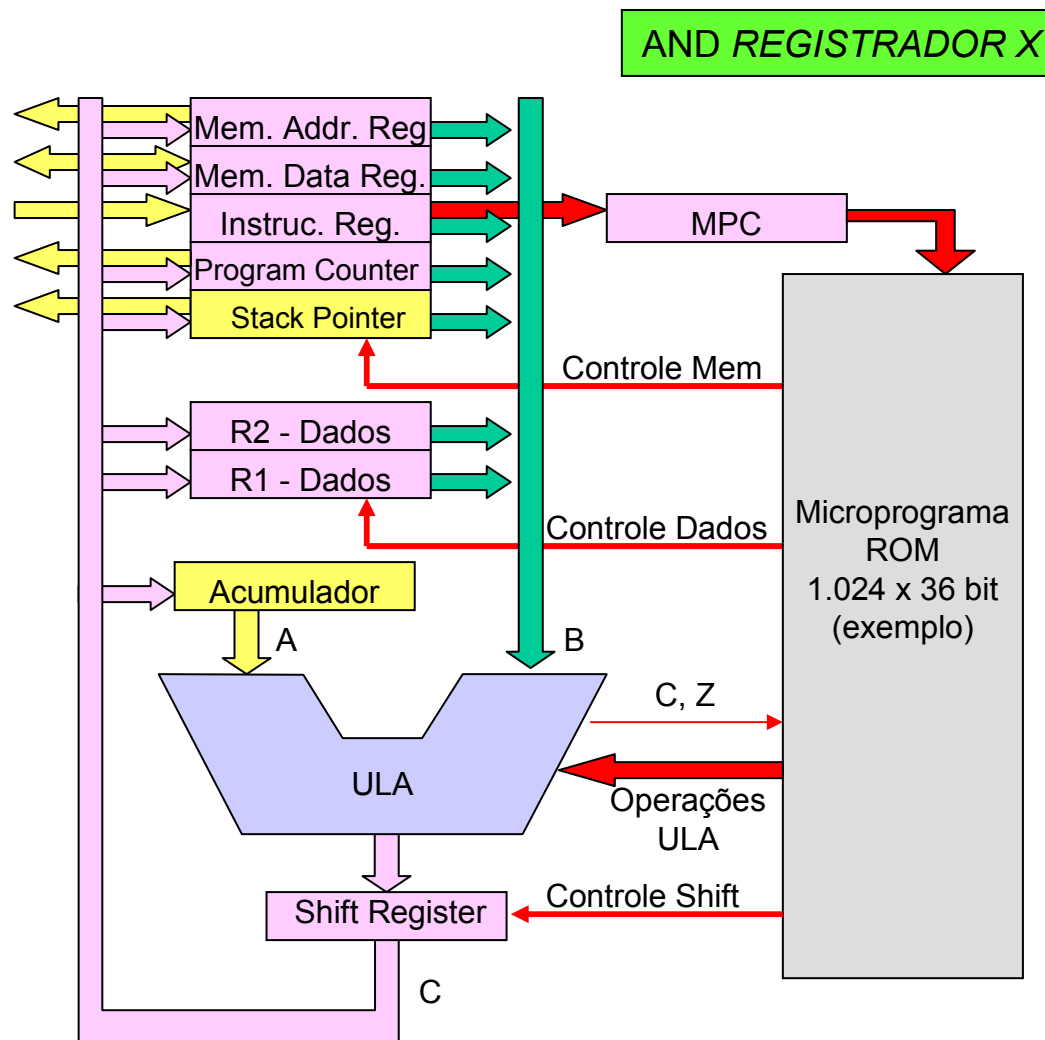 AND REGISTRADOR X
Mem. Addr. Reg
Mem. Data Reg.
Instruc. Reg.
MPC
Program Counter
Stack Pointer
Controle Mem
R2 - Dados
R1 - Dados
Controle Dados
Microprograma
ROM
1.024 x 36 bit
(exemplo)
Acumulador
A
B
C, Z
ULA
Operações
ULA
Controle Shift
Shift Register
C